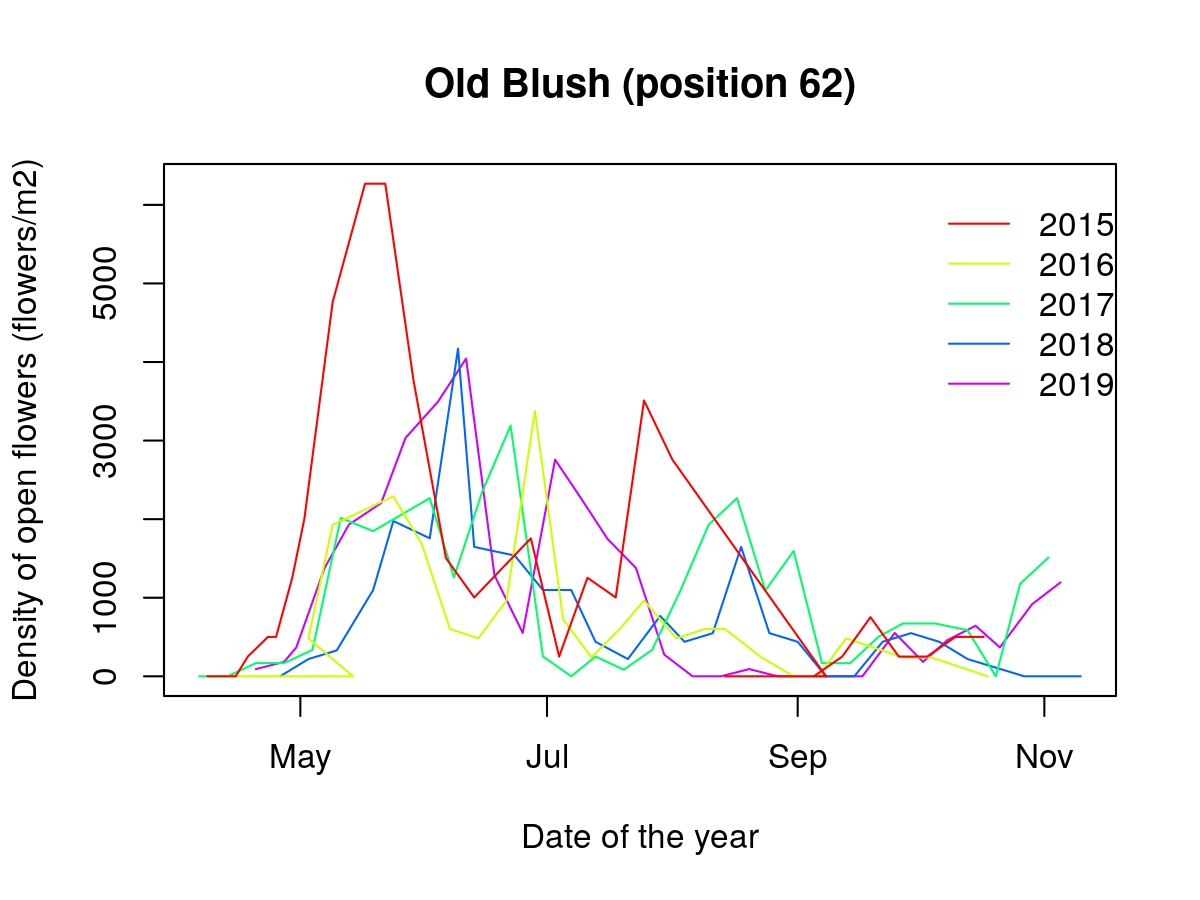 Old Blush (position 62)
Density of open flowers (flowers/m2)
5000
3000
1000
0
2015
2016
2017
2018
2019
May Jul Sep Nov
Date of the year